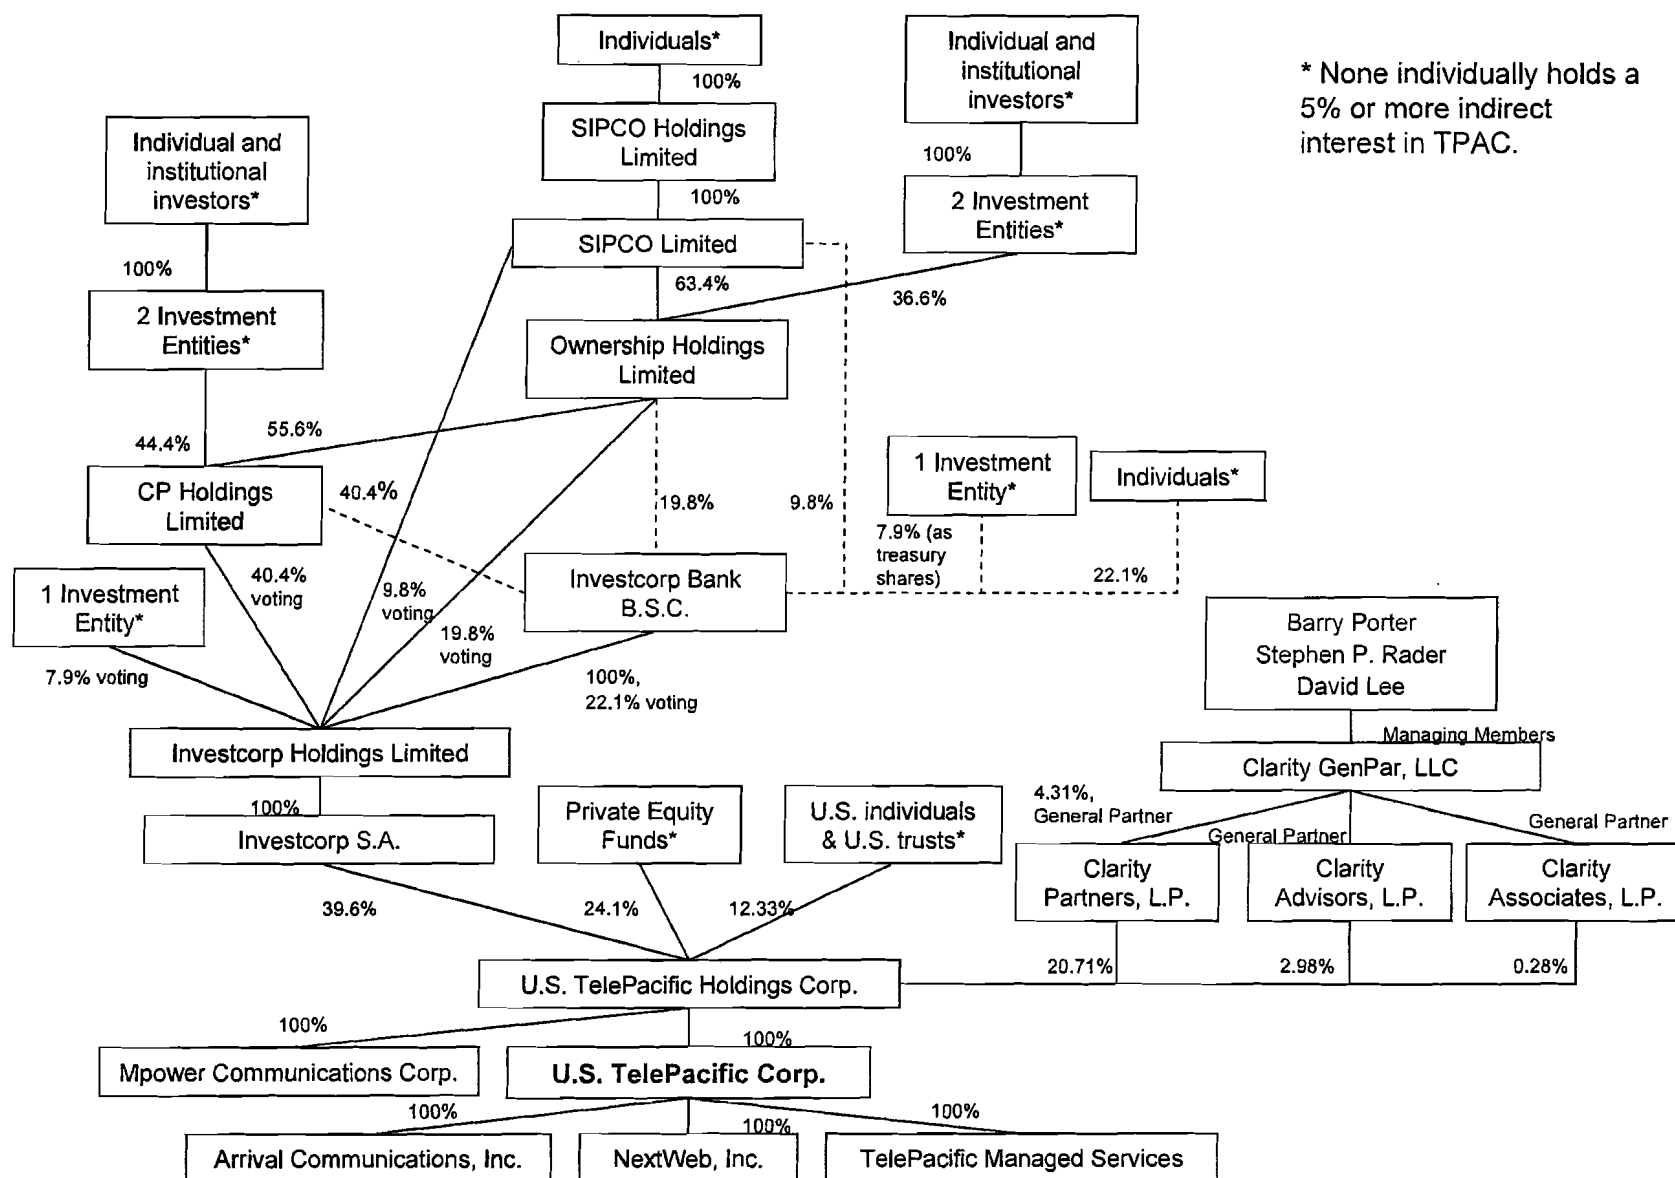 Individuals*
100%
SIPCO Holdings
Limited
100%
SIPCO Limited
63.4%
Individual and
institutional
investors*
100%
2 Investment
Entities*
36.6%
* None individually holds a
5% or more indirect
interest in TPAC.
Individual and
institutional
investors*
100%
2 Investment
Entities*
44.4%
Ownership Holdings
Limited
55.6%
CP Holdings
Limited
40.4%
19.8%
9.8%
1 Investment
Entity*
7.9% (as
treasury
shares)
Individuals*
22.1%
Investcorp Bank
B.S.C.
1 Investment
Entity*
7.9% voting
40.4%
voting
9.8%
voting
19.8%
voting
100%,
22.1% voting
Investcorp Holdings Limited
100%
Investcorp S.A.
39.6%
Private Equity
Funds*
24.1%
U.S. individuals
& U.S. trusts*
12.33%
Barry Porter
Stephen P. Rader
David Lee
Managing Members
Clarity GenPar, LLC
4.31%,
General Partner
General Partner
General Partner
Clarity
Partners, L.P.
Clarity
Advisors, L.P.
Clarity
Associates, L.P.
20.71%
2.98%
0.28%
U.S. TelePacific Holdings Corp.
100%
100%
Mpower Communications Corp.
U.S. TelePacific Corp.
100%
100%
100%
Arrival Communications, Inc.
NextWeb, Inc.
TelePacific Managed Services